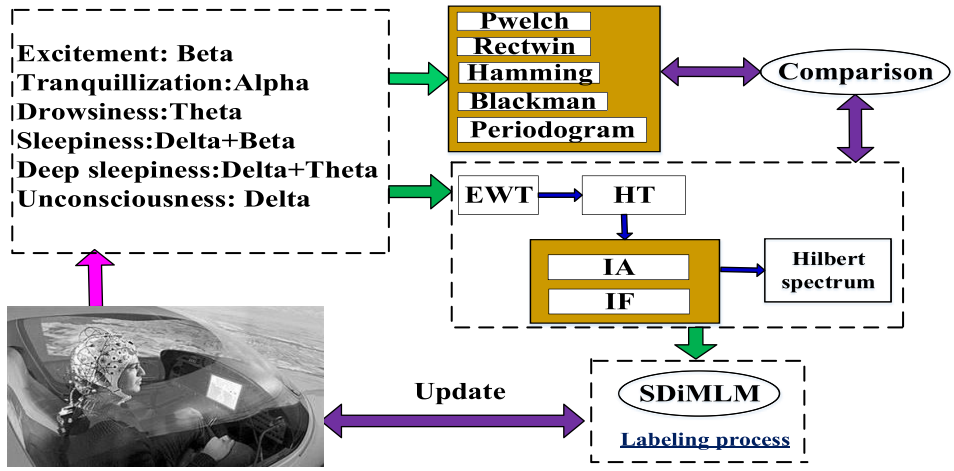 Excitement: Beta
Tranquillization:Alpha
Drowsiness:Theta
Sleepiness:Delta+Beta
Deep sleepiness:Delta+Theta
Unconsciousness: Delta
Pwelch
Rectwin
Hamming
Blackman
Periodogram
Comparison
EWT
HT
IA
IF
Hilbert
spectrum
Update
SDiMLM
Labeling process